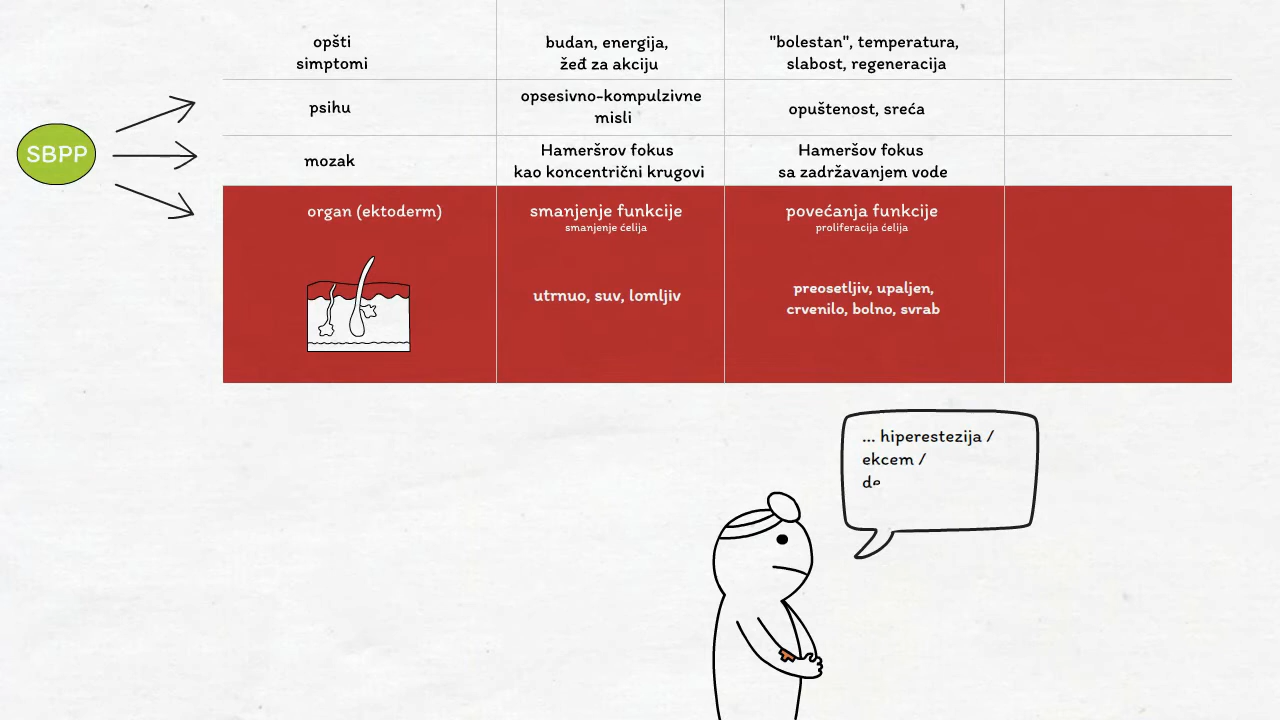 opšti
simptomi
budan, energija,
žeđ za akciju
"bolestan", temperatura,
slabost, regeneracija
psihu
opsesivno-kompulzivne
misli
opuštenost, sreća
SBPP
mozak
Hameršrov fokus
kao koncentrični krugovi
Hameršov fokus
sa zadržavanjem vode
organ (ektoderm)
smanjenje funkcije
smanjenje ćelija
povećanja funkcije
proliferacija ćelija
utrnuo, suv, lomljiv
preosetljiv, upaljen,
crvenilo, bolno, svrab
... hiperestezija /
ekcem /
de